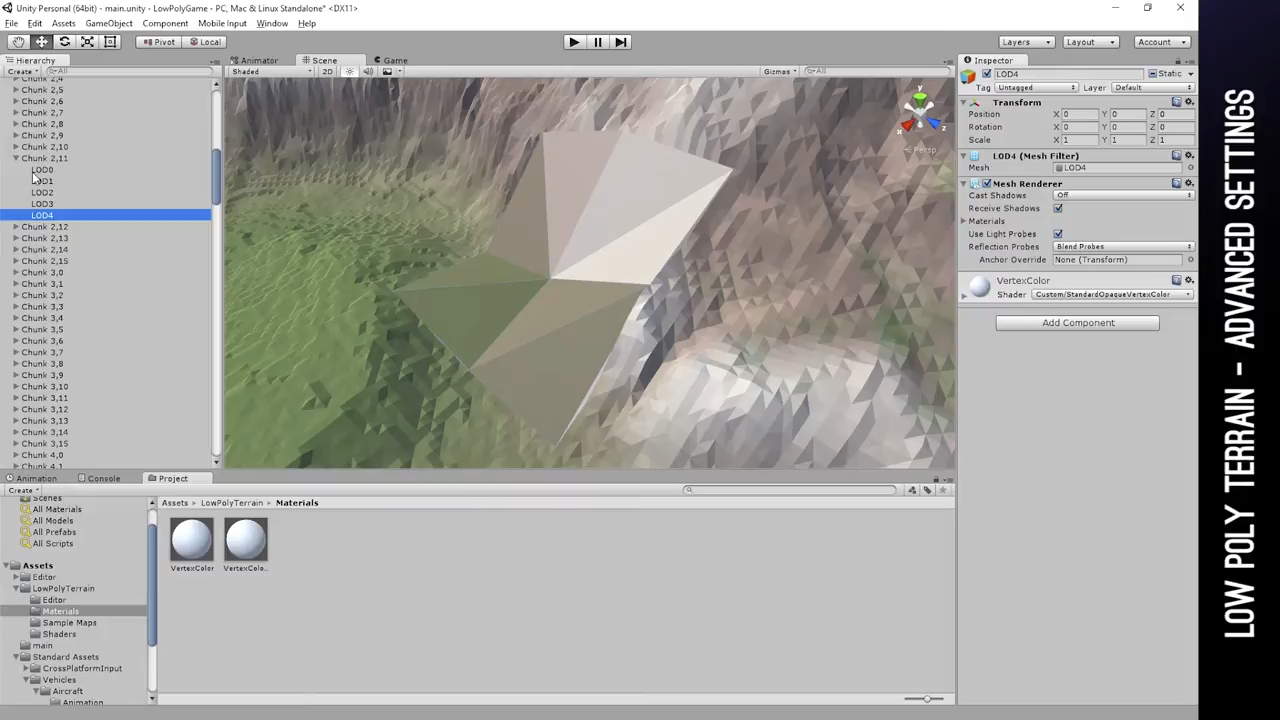 Unity Personal (64bit) - main.unity - LowPolyGame - PC, Mac & Linux Standalone* <DX11>
File Edit Assets GameObject Component Mobile Input Window Help
Pivot Local Layers Layout Account
Hierarchy
Create All
Chunk 2,4
Chunk 2,5
Chunk 2,6
Chunk 2,7
Chunk 2,8
Chunk 2,9
Chunk 2,10
Chunk 2,11
LOD0
LOD1
LOD2
LOD3
LOD4
Chunk 2,12
Chunk 2,13
Chunk 2,14
Chunk 2,15
Chunk 3,0
Chunk 3,1
Chunk 3,2
Chunk 3,3
Chunk 3,4
Chunk 3,5
Chunk 3,6
Chunk 3,7
Chunk 3,8
Chunk 3,9
Chunk 3,10
Chunk 3,11
Chunk 3,12
Chunk 3,13
Chunk 3,14
Chunk 3,15
Chunk 4,0
Chunk 4,1
Animator Scene Game
Shaded 2D Gizmos All
y
x z
Persp
Inspector
LOD4 Static
Tag Untagged Layer Default
Transform
Position X 0 Y 0 Z 0
Rotation X 0 Y 0 Z 0
Scale X 1 Y 1 Z 1
LOD4 (Mesh Filter)
Mesh LOD4
Mesh Renderer
Cast Shadows Off
Receive Shadows
Materials
Use Light Probes
Reflection Probes Blend Probes
Anchor Override None (Transform)
VertexColor
Shader Custom/StandardOpaqueVertexColor
Add Component
Animation Console Project
Create
Scenes
All Materials
All Models
All Prefabs
All Scripts
Assets
Editor
LowPolyTerrain
Editor
Materials
Sample Maps
Shaders
main
Standard Assets
CrossPlatformInput
Vehicles
Aircraft
Animation
Assets LowPolyTerrain Materials
VertexColor VertexColo...
LOW POLY TERRAIN - ADVANCED SETTINGS